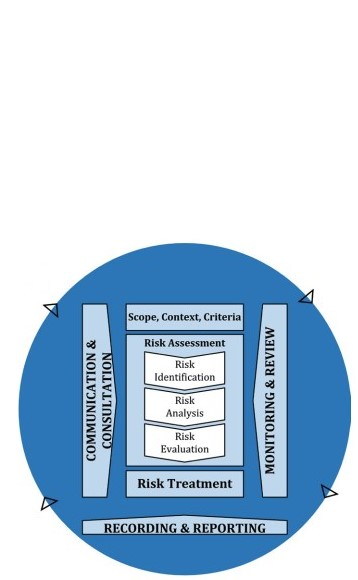 Scope, Context, Criteria
COMMUNICATION &
CONSULTATION
Risk Assessment
Risk
Identification
Risk
Analysis
Risk
Evaluation
MONITORING & REVIEW
Risk Treatment
RECORDING & REPORTING